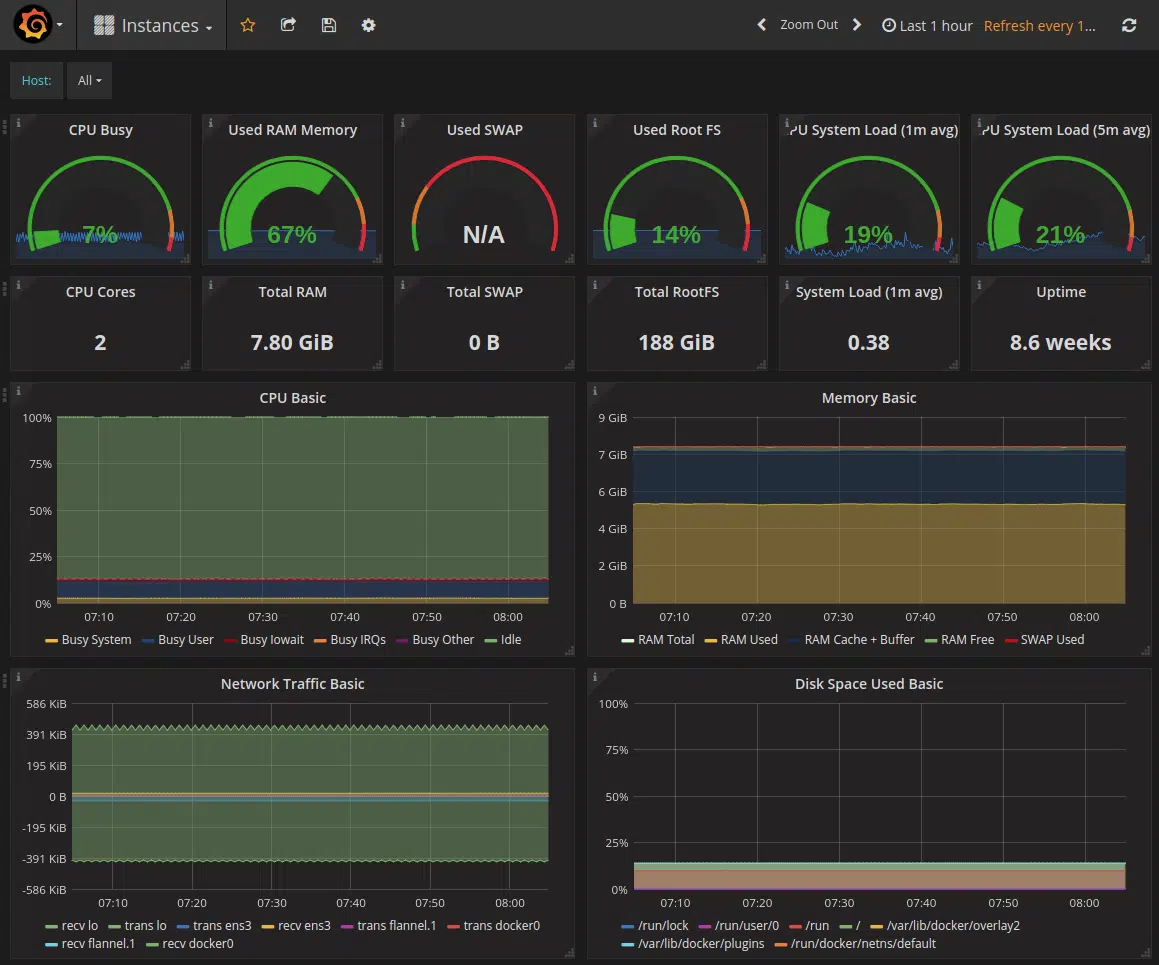 Instances
Zoom Out
Last 1 hour
Refresh every 1...
Host:
All
CPU Busy
Used RAM Memory
Used SWAP
Used Root FS
PU System Load (1m avg)
PU System Load (5m avg)
7%
67%
N/A
14%
19%
21%
CPU Cores
Total RAM
Total SWAP
Total RootFS
System Load (1m avg)
Uptime
2
7.80 GiB
0 B
188 GiB
0.38
8.6 weeks
CPU Basic
100%
75%
50%
25%
0%
07:10 07:20 07:30 07:40 07:50 08:00
Busy System Busy User Busy Iowait Busy IRQs Busy Other Idle
Memory Basic
9 GiB
7 GiB
6 GiB
4 GiB
2 GiB
0 B
07:10 07:20 07:30 07:40 07:50 08:00
RAM Total RAM Used RAM Cache + Buffer RAM Free SWAP Used
Network Traffic Basic
586 KiB
391 KiB
195 KiB
0 B
-195 KiB
-391 KiB
-586 KiB
07:10 07:20 07:30 07:40 07:50 08:00
recv lo trans lo trans ens3 recv ens3 trans flannel.1 trans docker0
recv flannel.1 recv docker0
Disk Space Used Basic
100%
75%
50%
25%
0%
07:10 07:20 07:30 07:40 07:50 08:00
/run/lock /run/user/0 /run / /var/lib/docker/overlay2
/var/lib/docker/plugins /run/docker/netns/default